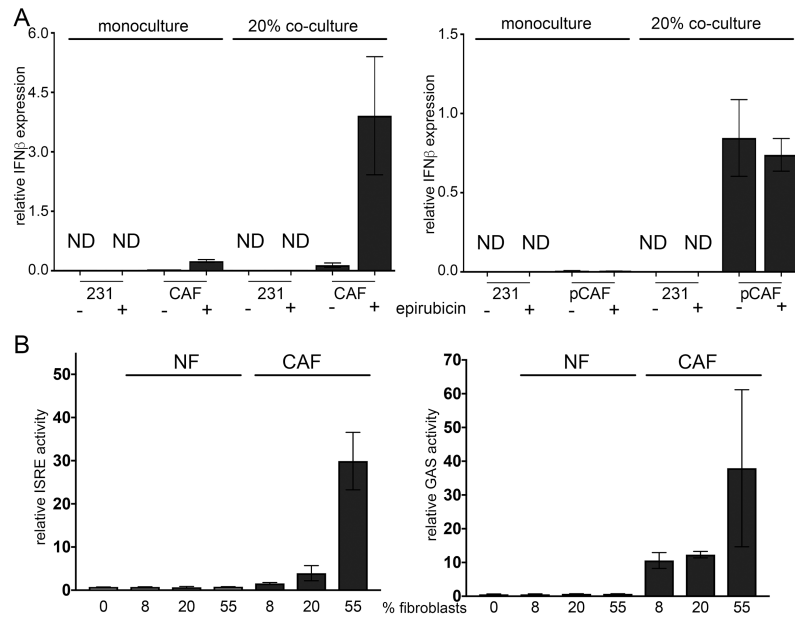 A
monoculture 20% co-culture
relative IFNβ expression
6.0
4.5
3.0
1.5
0.0
ND ND ND ND
231 CAF 231 CAF
- + - + - + - +
epirubicin
monoculture 20% co-culture
relative IFNβ expression
1.5
1.0
0.5
0.0
ND ND ND ND
231 pCAF 231 pCAF
- + - + - + - +
B
NF CAF
relative ISRE activity
50
40
30
20
10
0
0 8 20 55 8 20 55
% fibroblasts
NF CAF
relative GAS activity
70
60
50
40
30
20
10
0
0 8 20 55 8 20 55